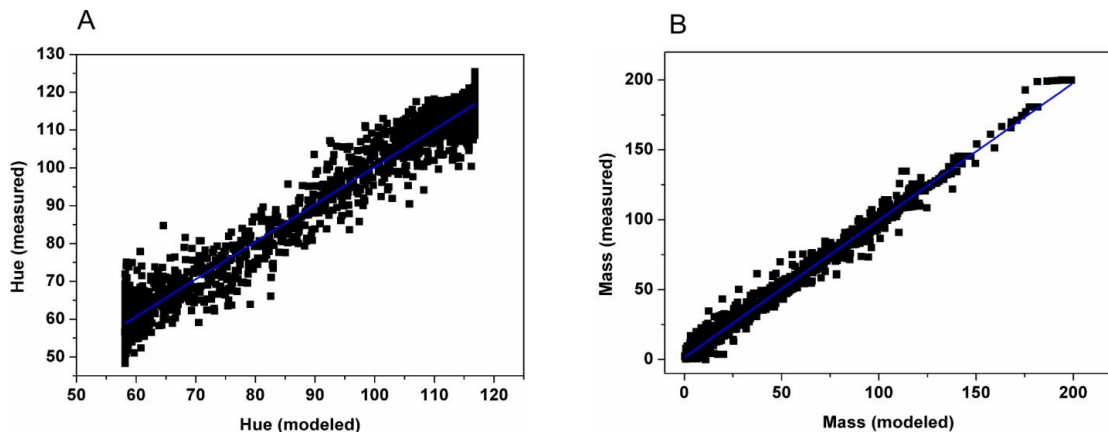 A
130
120
110
100
90
80
70
60
50
Hue (measured)
50 60 70 80 90 100 110 120
Hue (modeled)
B
200
150
100
50
0
Mass (measured)
0 50 100 150 200
Mass (modeled)